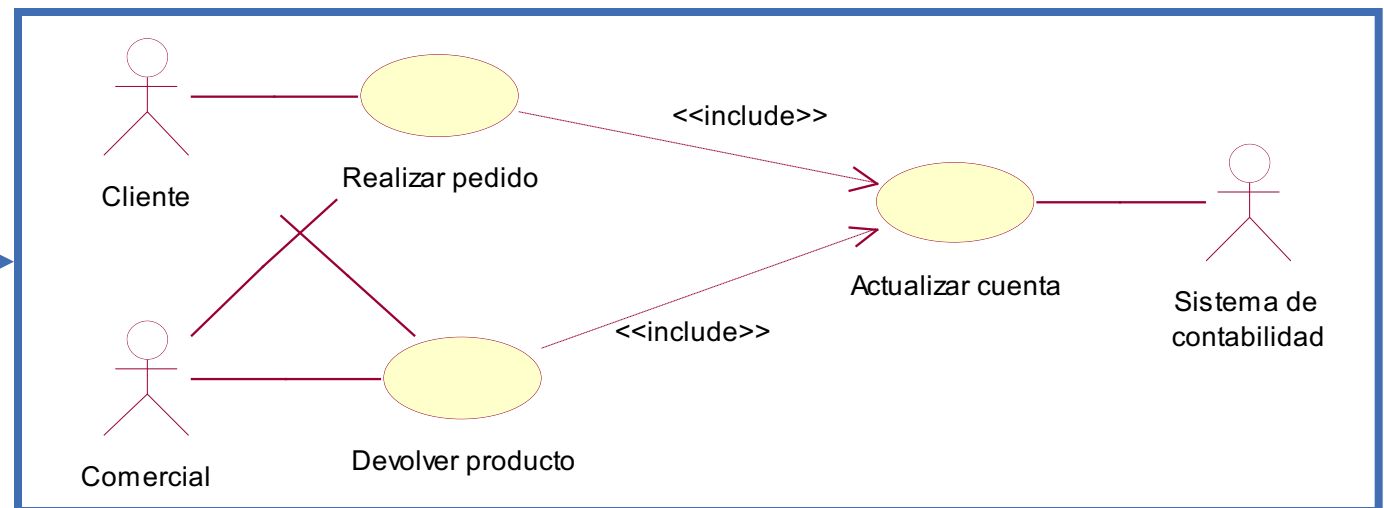 <<include>>
Realizar pedido
Cliente
Actualizar cuenta
Sistema de
contabilidad
<<include>>
Devolver producto
Comercial